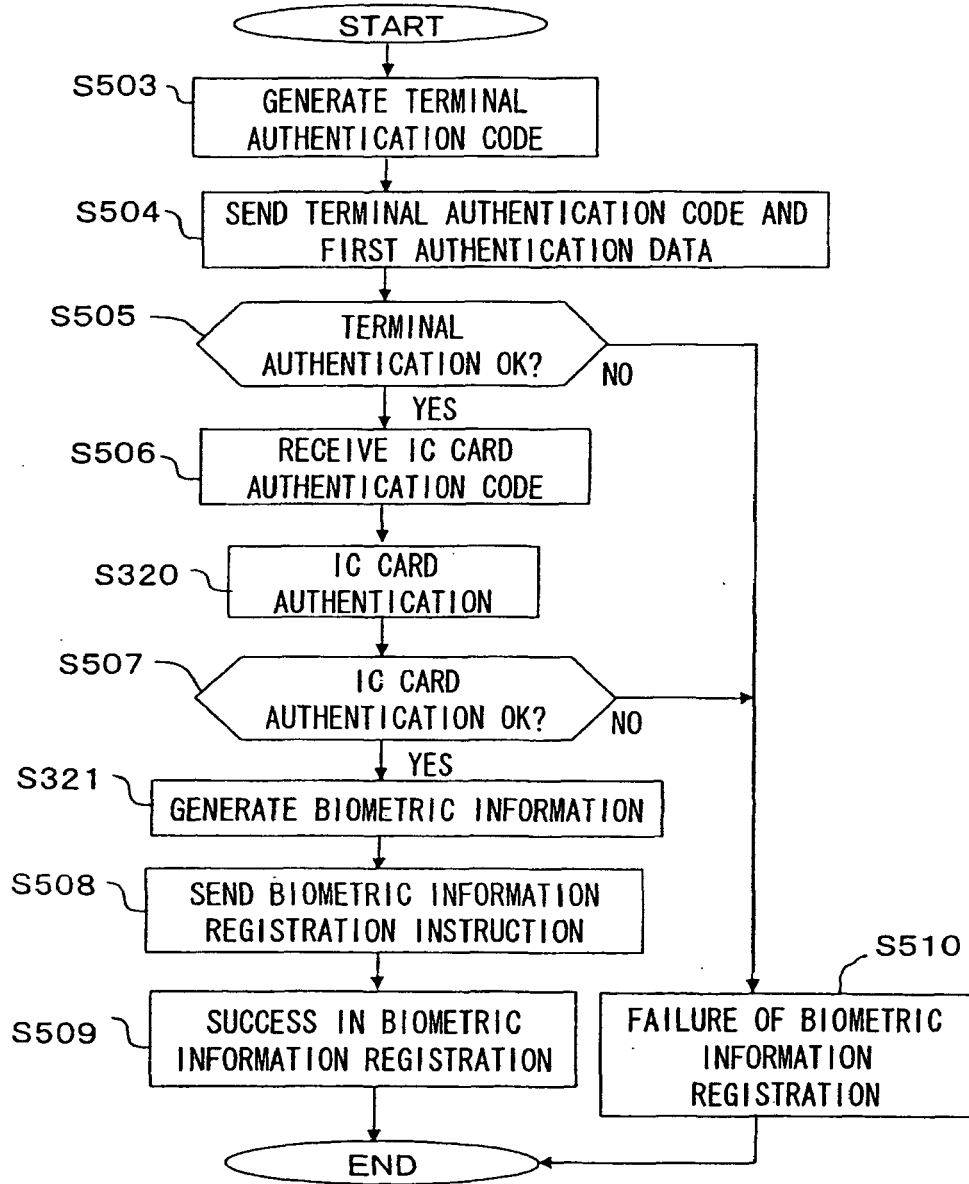 START
S503
GENERATE TERMINAL
AUTHENTICATION CODE
S504
SEND TERMINAL AUTHENTICATION CODE AND
FIRST AUTHENTICATION DATA
S505
TERMINAL
AUTHENTICATION OK?
NO
YES
S506
RECEIVE IC CARD
AUTHENTICATION CODE
S320
IC CARD
AUTHENTICATION
S507
IC CARD
AUTHENTICATION OK?
NO
YES
S321
GENERATE BIOMETRIC INFORMATION
S508
SEND BIOMETRIC INFORMATION
REGISTRATION INSTRUCTION
S509
SUCCESS IN BIOMETRIC
INFORMATION REGISTRATION
S510
FAILURE OF BIOMETRIC
INFORMATION
REGISTRATION
END